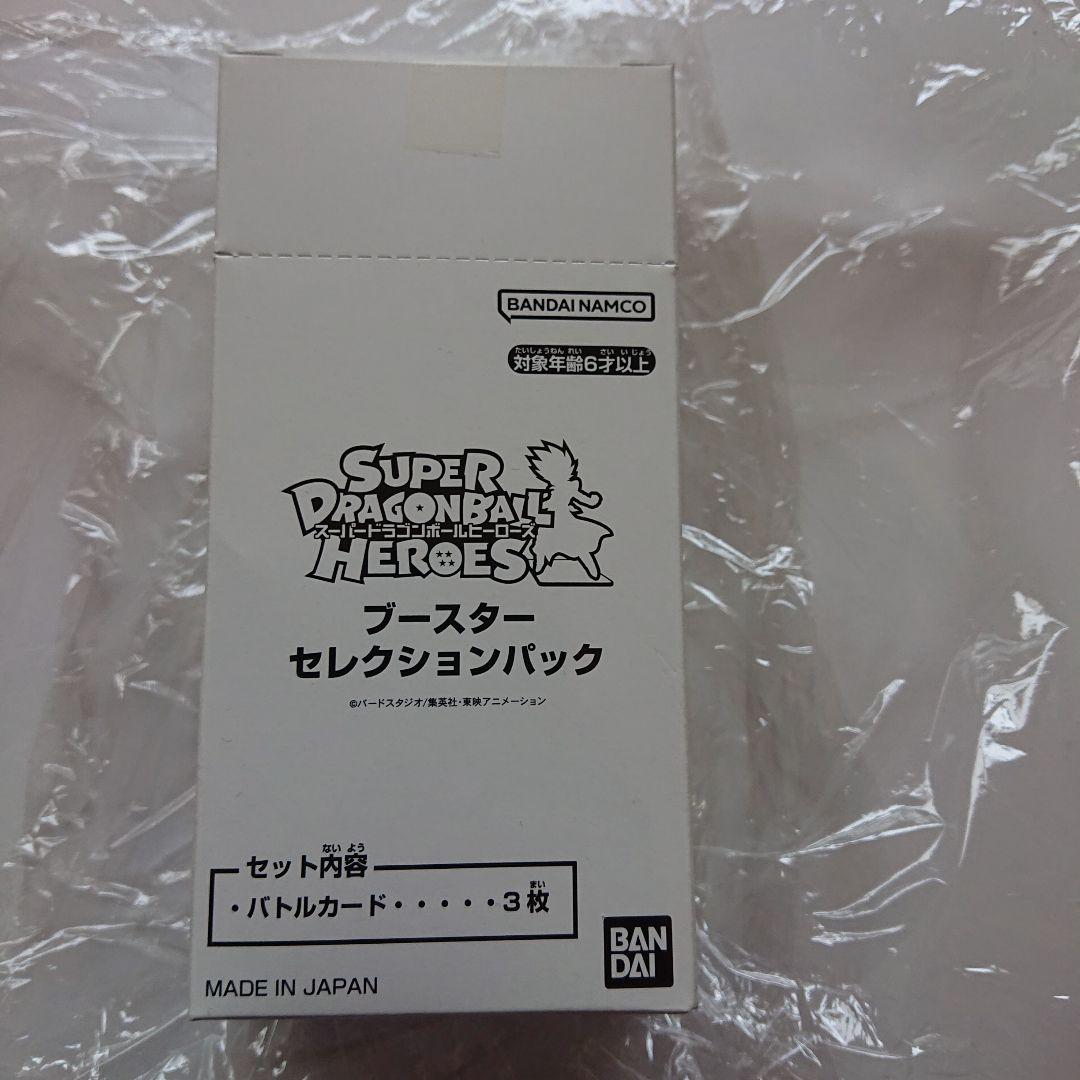 BANDAI NAMCO
たいしょうねんれい さいいじょう
対象年齢6才以上
SUPER
DRAGONBALL
スーパードラゴンボールヒーローズ
HEROES
ブースター
セレクションパック
©バードスタジオ/集英社・東映アニメーション
ないよう
セット内容
まい
・バトルカード・・・・・3枚
BAN
DAI
MADE IN JAPAN